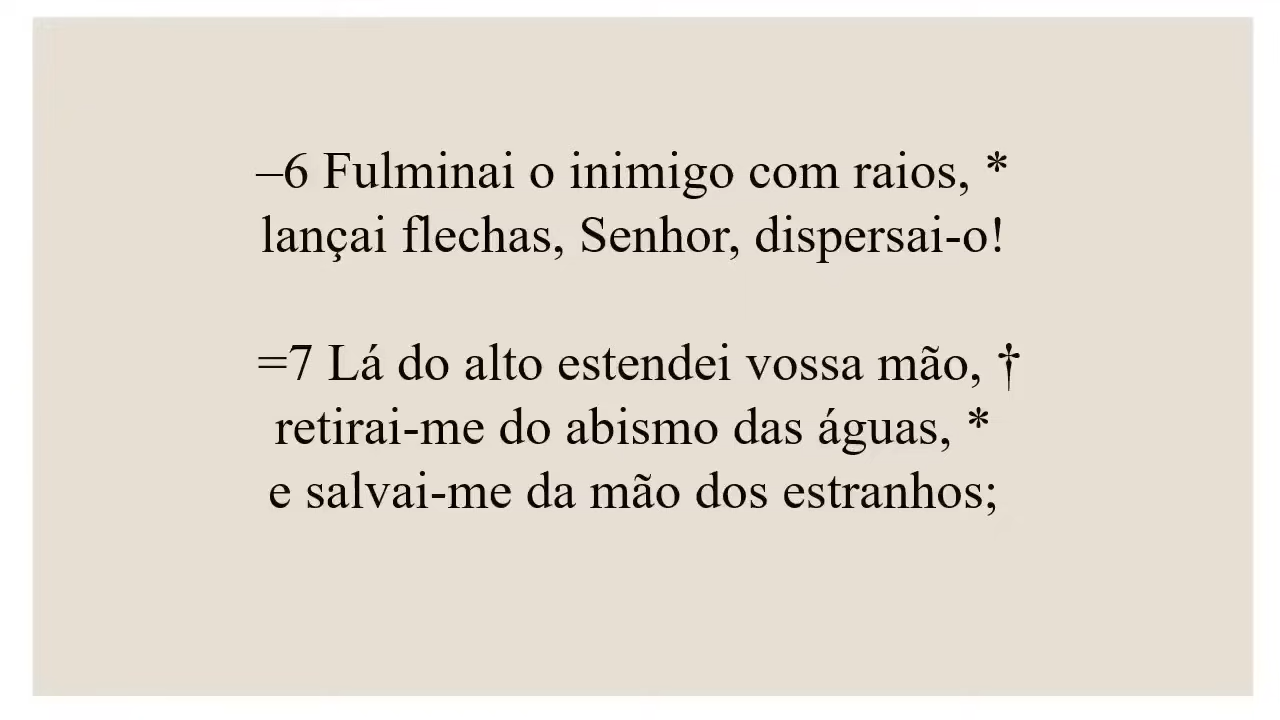 –6 Fulminai o inimigo com raios, *
lançai flechas, Senhor, dispersai-o!
=7 Lá do alto estendei vossa mão, †
retirai-me do abismo das águas, *
e salvai-me da mão dos estranhos;